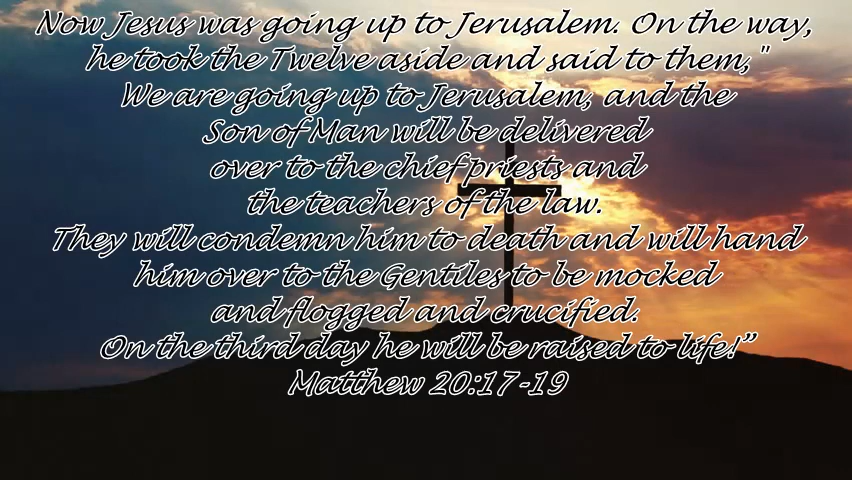 Now Jesus was going up to Jerusalem. On the way,
he took the Twelve aside and said to them,"
We are going up to Jerusalem, and the
Son of Man will be delivered
over to the chief priests and
the teachers of the law.
They will condemn him to death and will hand
him over to the Gentiles to be mocked
and flogged and crucified.
On the third day he will be raised to life!”
Matthew 20:17-19